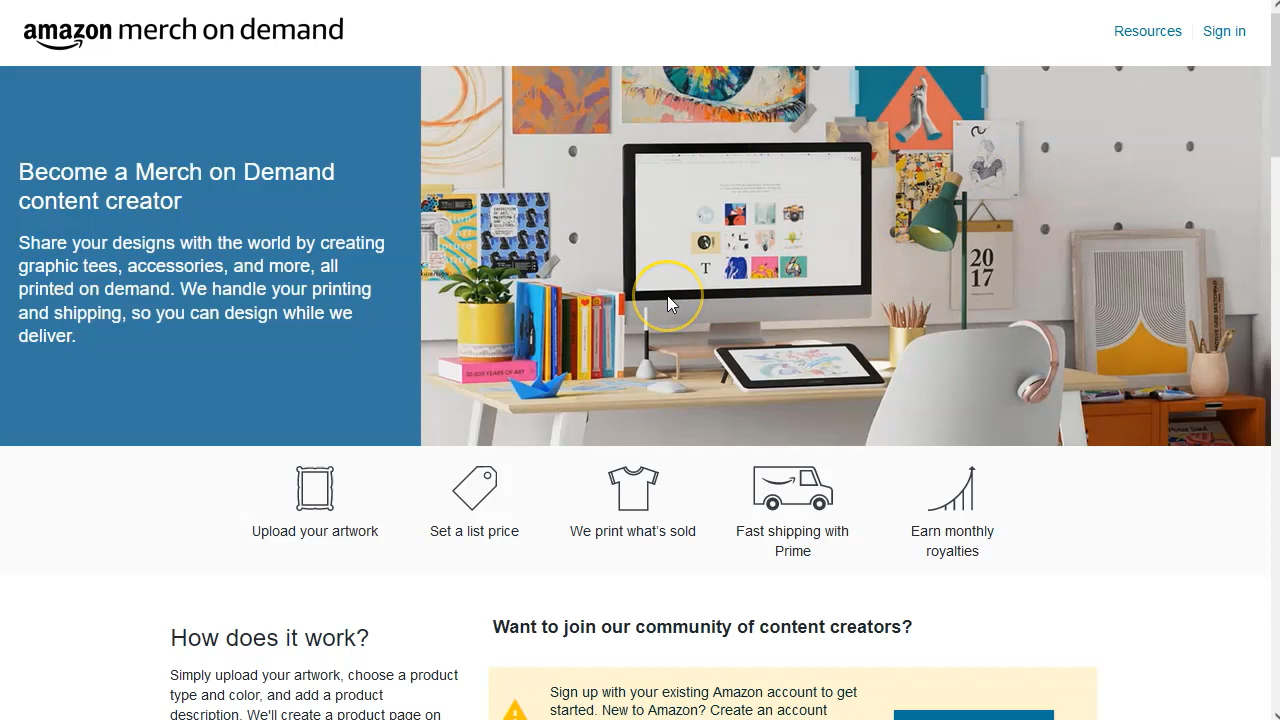 amazon merch on demand
Resources
Sign in
Become a Merch on Demand
content creator
Share your designs with the world by creating
graphic tees, accessories, and more, all
printed on demand. We handle your printing
and shipping, so you can design while we
deliver.
T
20
17
30,000 YEARS OF ART
Upload your artwork
Set a list price
We print what's sold
Fast shipping with
Prime
Earn monthly
royalties
How does it work?
Simply upload your artwork, choose a product
type and color, and add a product
description. We'll create a product page on
Want to join our community of content creators?
Sign up with your existing Amazon account to get
started. New to Amazon? Create an account